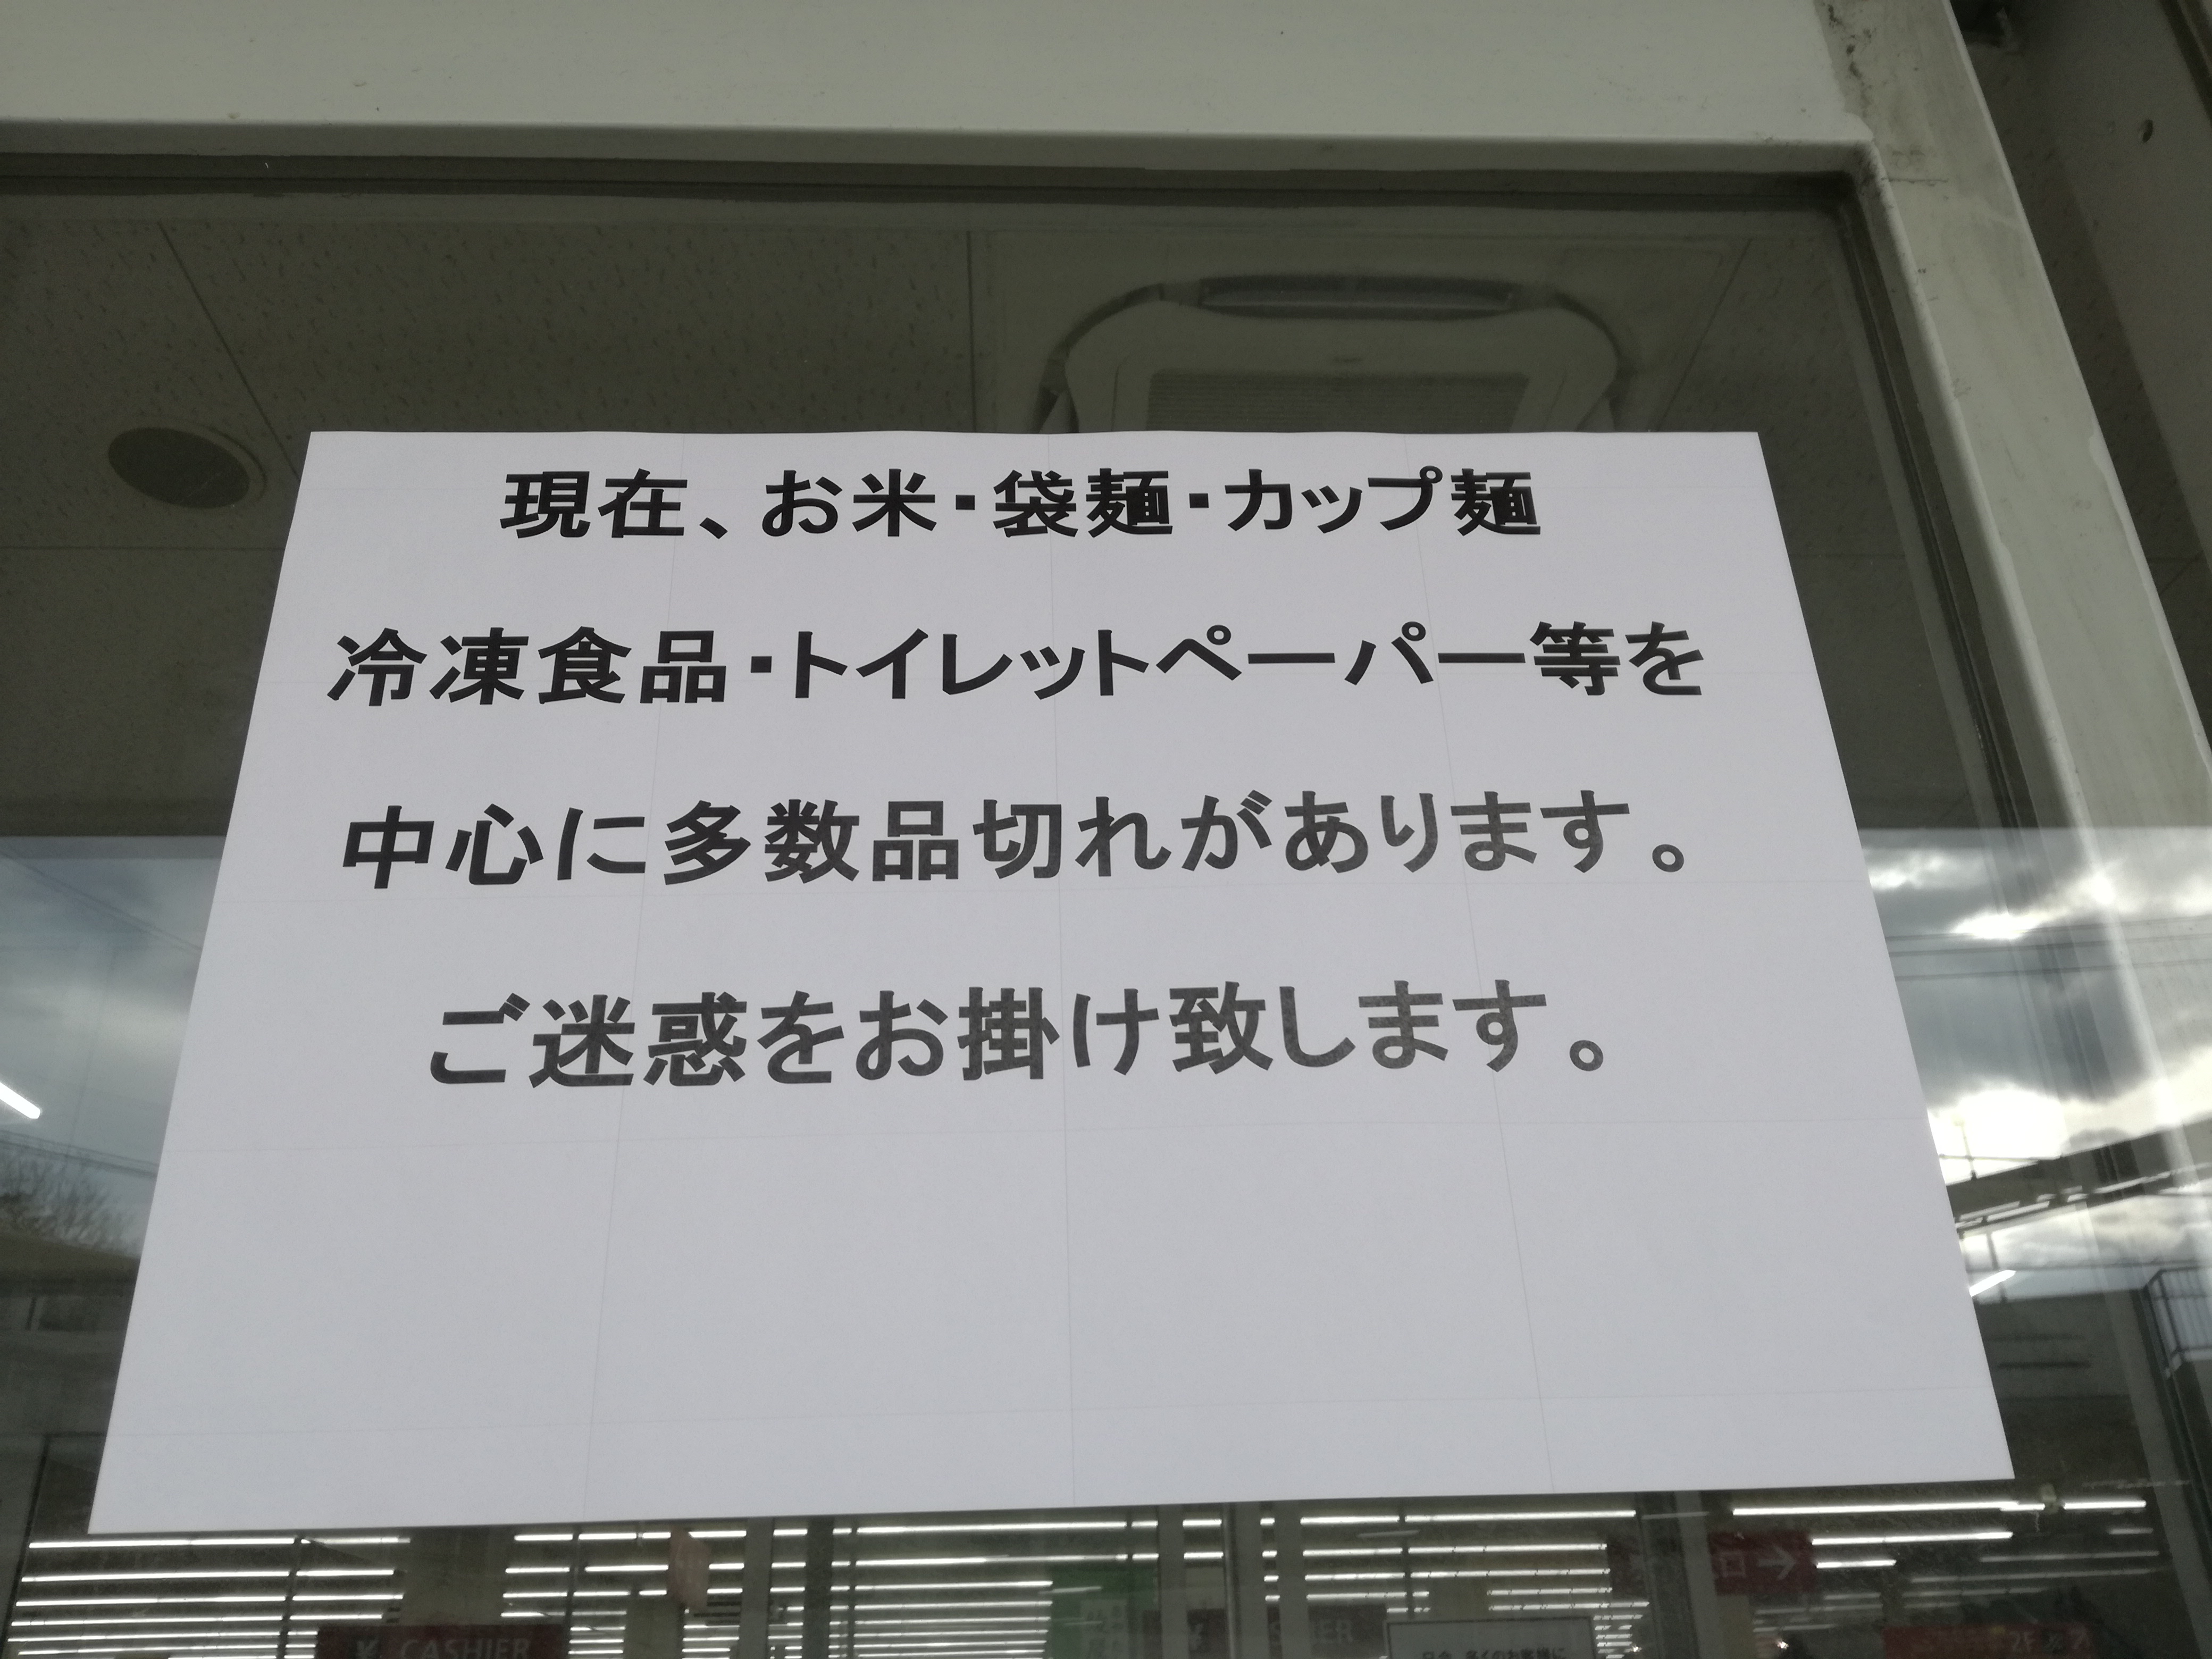 現在、お米・袋麺・カップ麺
冷凍食品・トイレットペーパー等を
中心に多数品切れがあります。
ご迷惑をお掛け致します。
¥ CASHIER